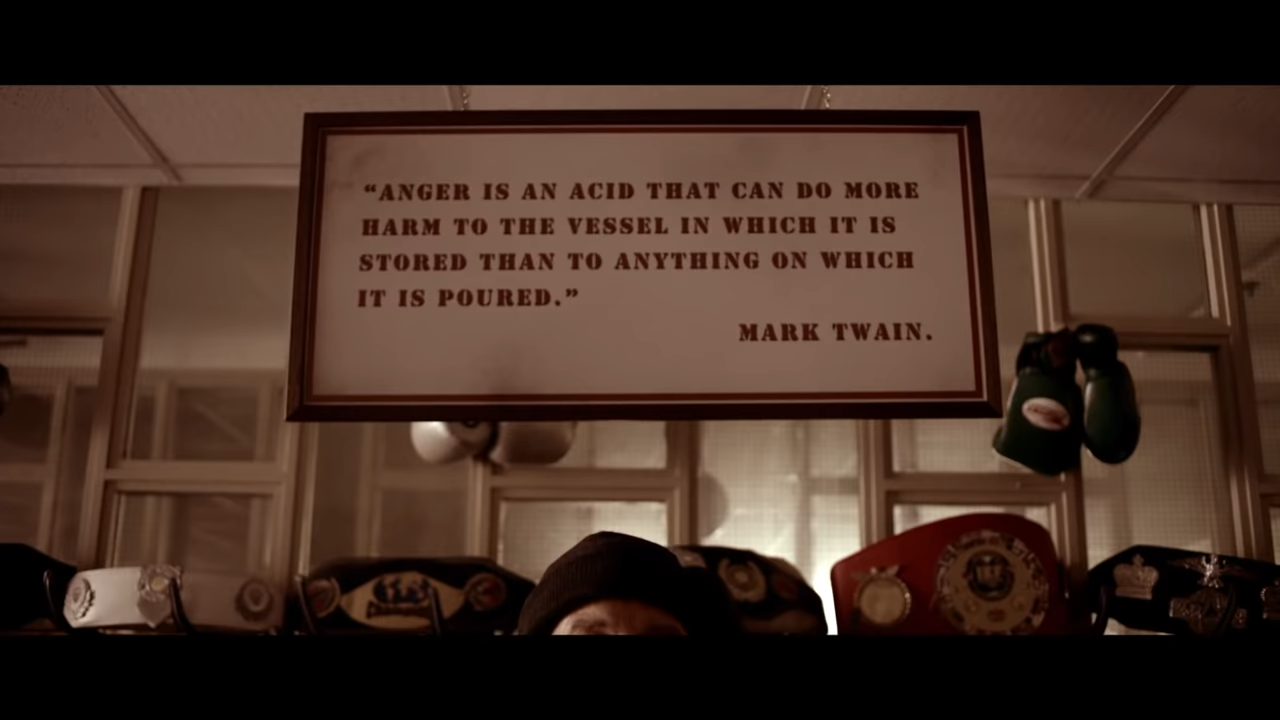 “ANGER IS AN ACID THAT CAN DO MORE
HARM TO THE VESSEL IN WHICH IT IS
STORED THAN TO ANYTHING ON WHICH
IT IS POURED.”
MARK TWAIN.